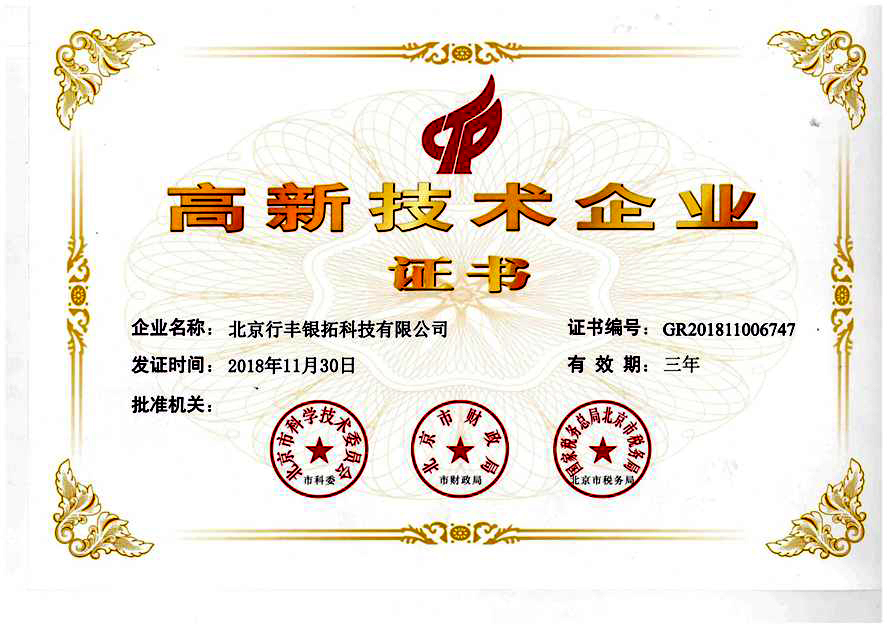 高新技术企业
证书
企业名称：北京行丰银拓科技有限公司
证书编号：GR201811006747
发证时间：2018年11月30日
有效期：三年
批准机关：
北京市科学技术委员会
市科委
北京市财政局
市财政局
国家税务总局北京市税务局
北京市税务局